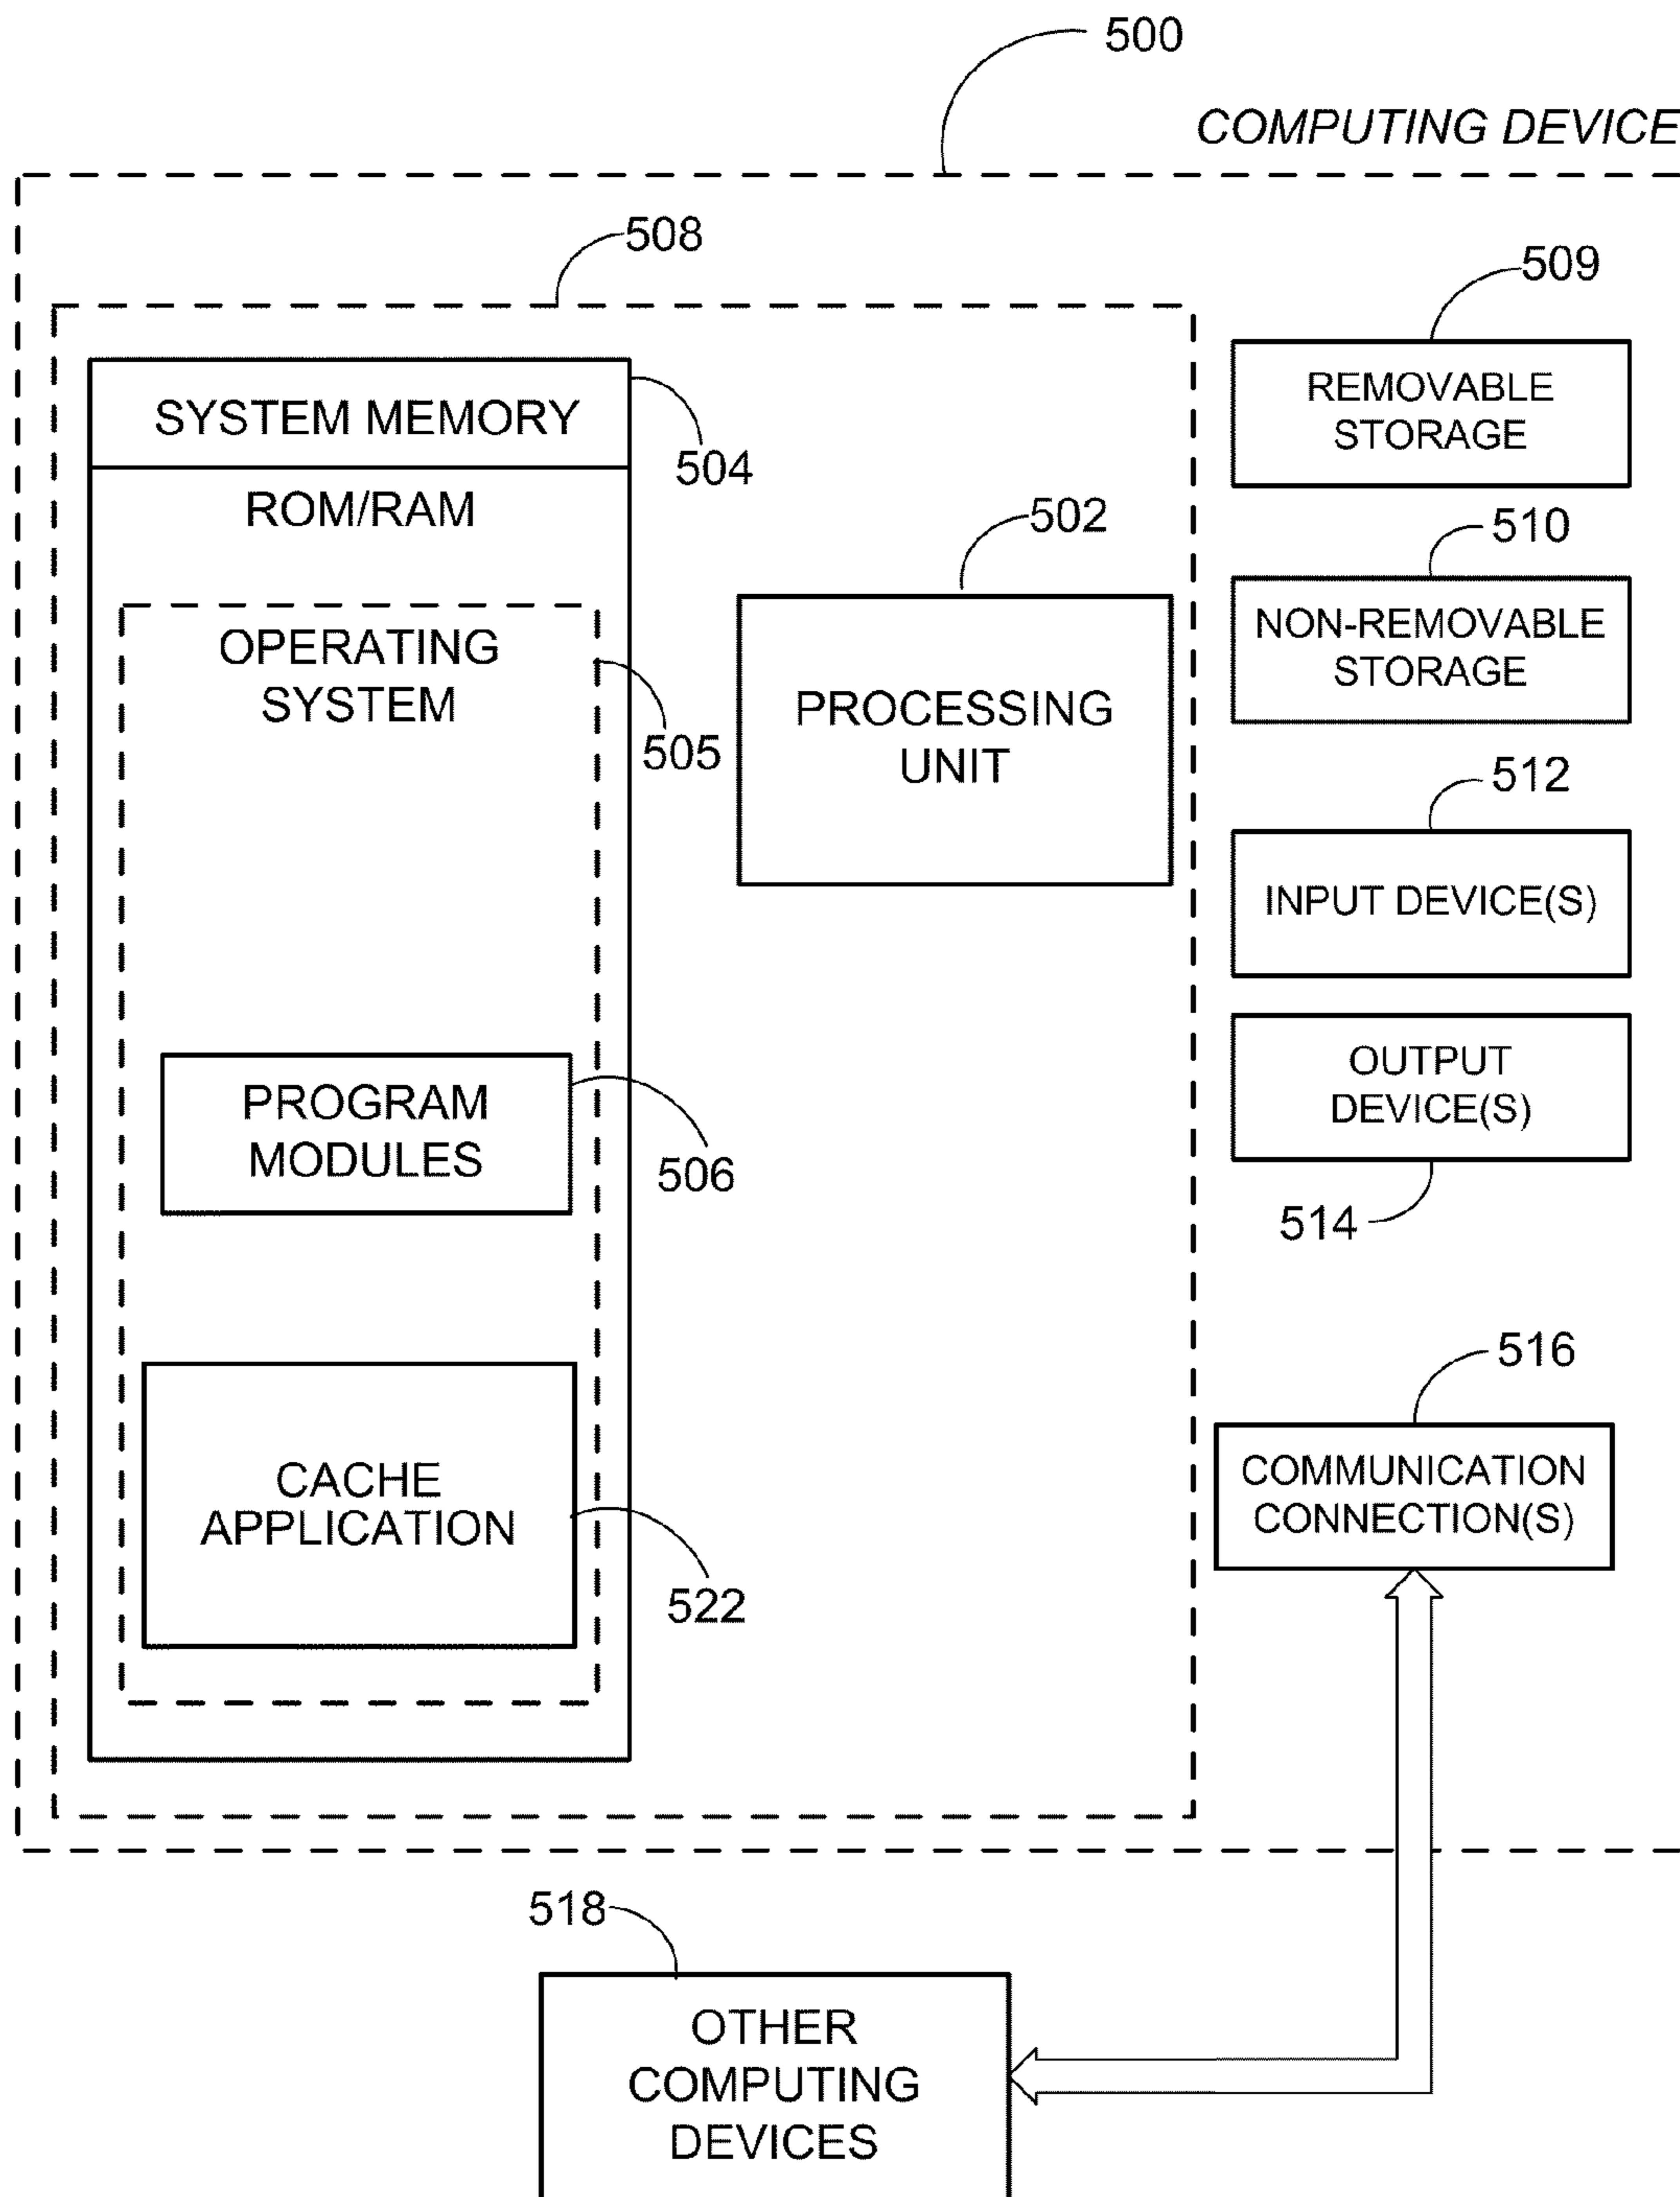 500
COMPUTING DEVICE
508
509
SYSTEM MEMORY
504
REMOVABLE
STORAGE
ROM/RAM
502
510
OPERATING
SYSTEM
505
PROCESSING
UNIT
NON-REMOVABLE
STORAGE
512
INPUT DEVICE(S)
PROGRAM
MODULES
506
OUTPUT
DEVICE(S)
514
516
CACHE
APPLICATION
522
COMMUNICATION
CONNECTION(S)
518
OTHER
COMPUTING
DEVICES